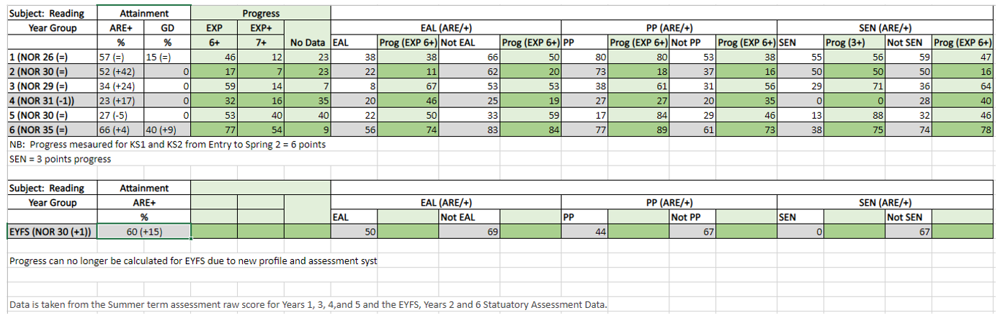 Subject: Reading Attainment Progress
Year Group ARE+ GD EXP EXP+ EAL (ARE/+) PP (ARE/+) SEN (ARE/+)
% % 6+ 7+ No Data EAL Prog (EXP 6+) Not EAL Prog (EXP 6+) PP Prog (EXP 6+) Not PP Prog (EXP 6+) SEN Prog (3+) Not SEN Prog (EXP 6+)
1 (NOR 26 (=) 57 (=) 15 (=) 46 12 23 38 38 66 50 80 80 53 38 55 56 59 47
2 (NOR 30 (=) 52 (+42) 0 17 7 23 22 11 62 20 73 18 37 16 50 50 50 16
3 (NOR 29 (=) 34 (+24) 0 59 14 7 8 67 53 53 38 61 31 56 29 71 36 64
4 (NOR 31 (-1)) 23 (+17) 0 32 16 35 20 46 25 19 27 27 20 35 0 0 28 40
5 (NOR 30 (=) 27 (-5) 0 53 40 40 22 50 33 59 17 84 29 46 13 88 32 46
6 (NOR 35 (=) 66 (+4) 40 (+9) 77 54 9 56 74 83 84 77 89 61 73 38 75 74 78
NB: Progress mesaured for KS1 and KS2 from Entry to Spring 2 = 6 points
SEN = 3 points progress
Subject: Reading Attainment
Year Group ARE+ EAL (ARE/+) PP (ARE/+) SEN (ARE/+)
% EAL Not EAL PP Not PP SEN Not SEN
EYFS (NOR 30 (+1)) 60 (+15) 50 69 44 67 0 67
Progress can no longer be calculated for EYFS due to new profile and assessment syst
Data is taken from the Summer term assessment raw score for Years 1, 3, 4,and 5 and the EYFS, Years 2 and 6 Statuatory Assessment Data.